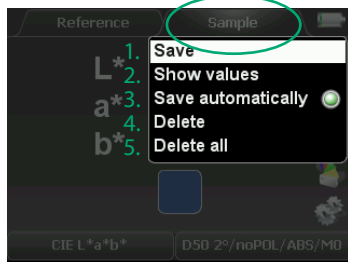 Reference Sample
1. Save
L* 2. Show values
a* 3. Save automatically
4. Delete
b* 5. Delete all
CIE L*a*b* D50 2°/noPOL/ABS/M0